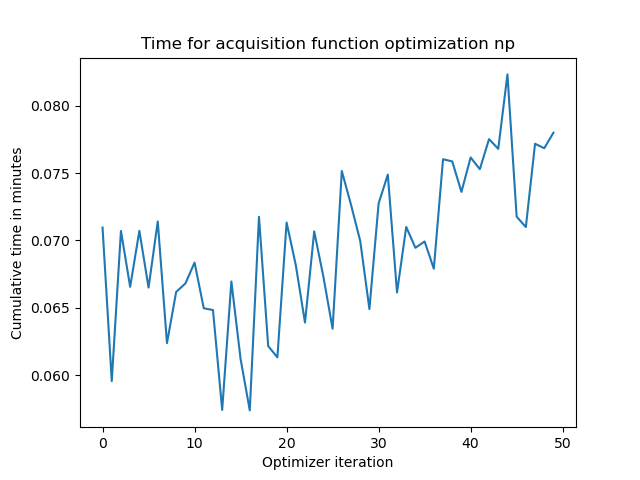 Time for acquisition function optimization np
Cumulative time in minutes
0.080
0.075
0.070
0.065
0.060
0 10 20 30 40 50
Optimizer iteration